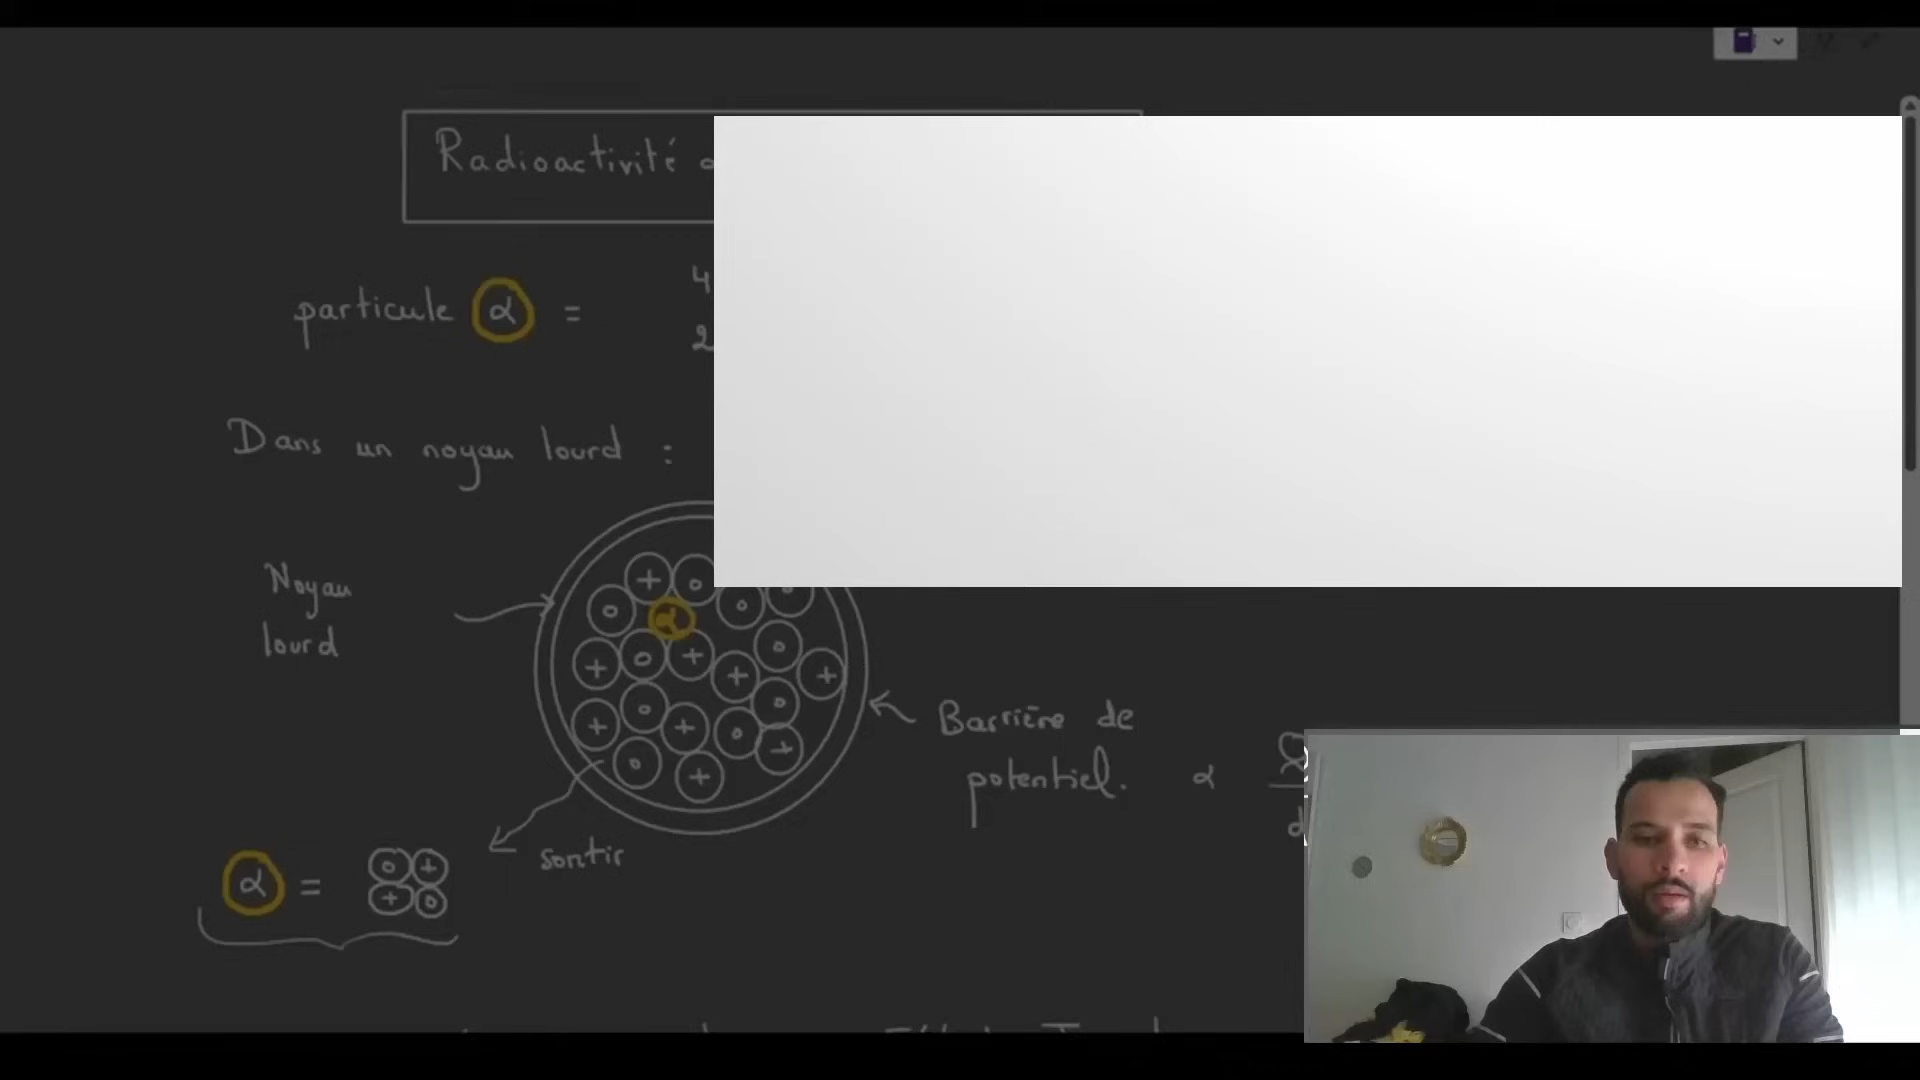 Radioactivité
particule α =
4
2
Dans un noyau lourd :
Noyau
lourd
α
Barrière de
potentiel. α
sortir
α =